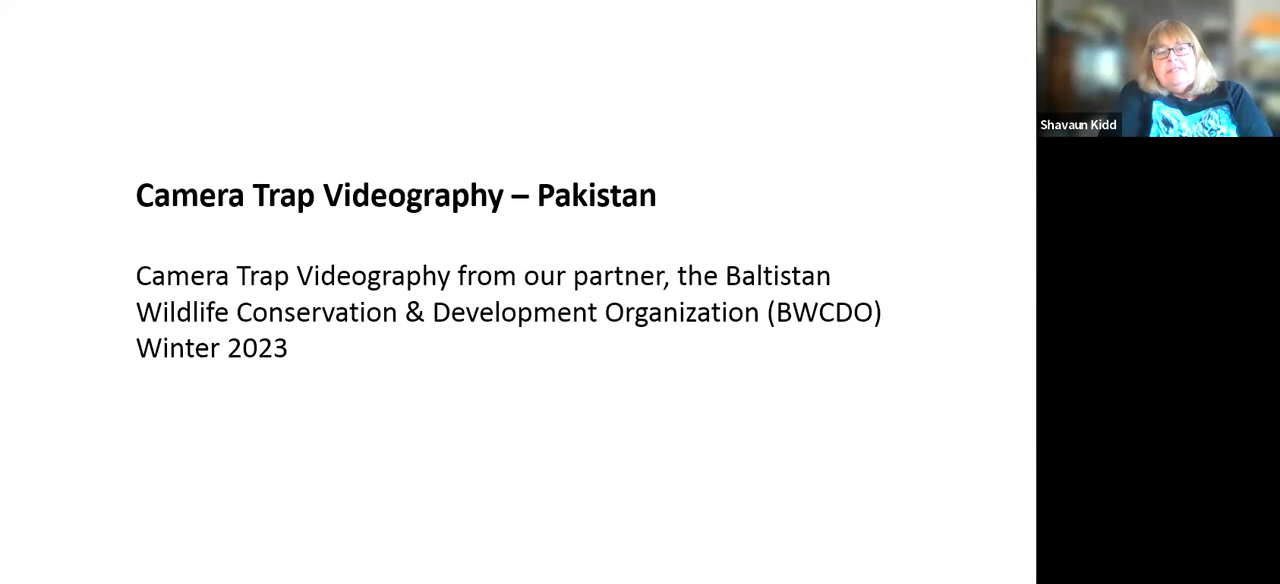 Camera Trap Videography – Pakistan
Camera Trap Videography from our partner, the Baltistan
Wildlife Conservation & Development Organization (BWCDO)
Winter 2023
Shavaun Kidd